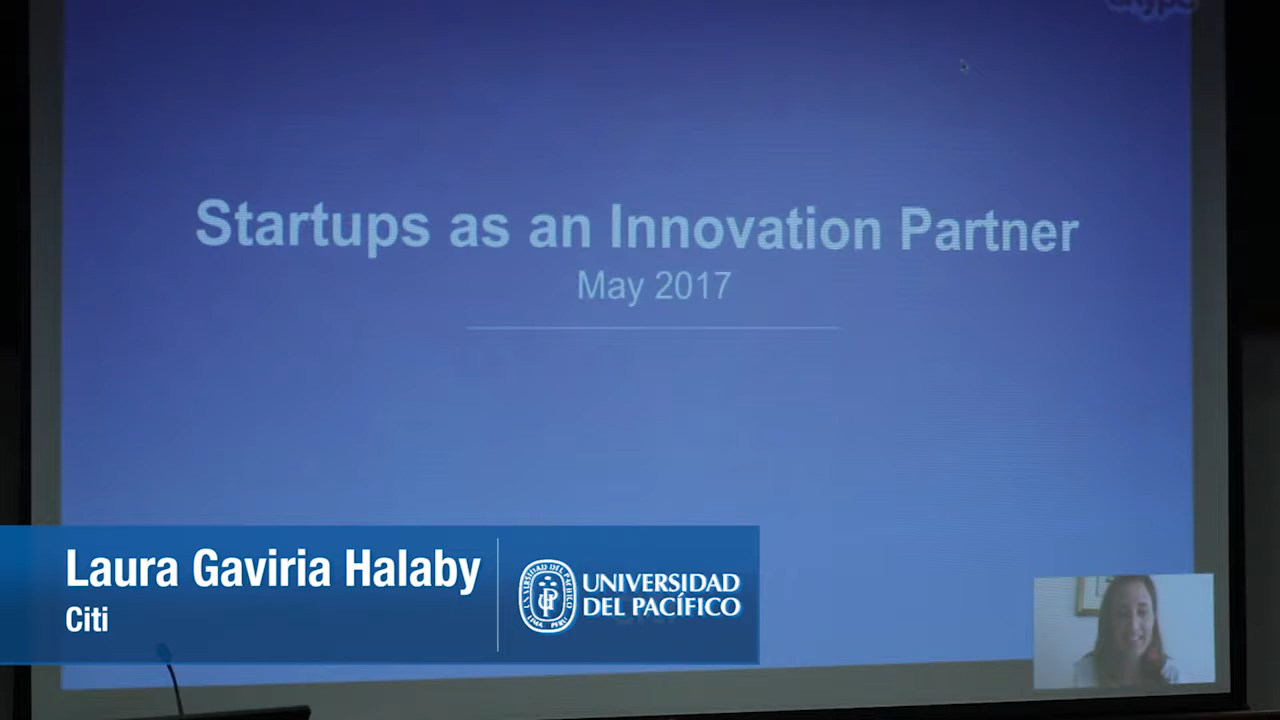 Startups as an Innovation Partner
May 2017
Laura Gaviria Halaby
Citi
UNIVERSIDAD
DEL PACÍFICO